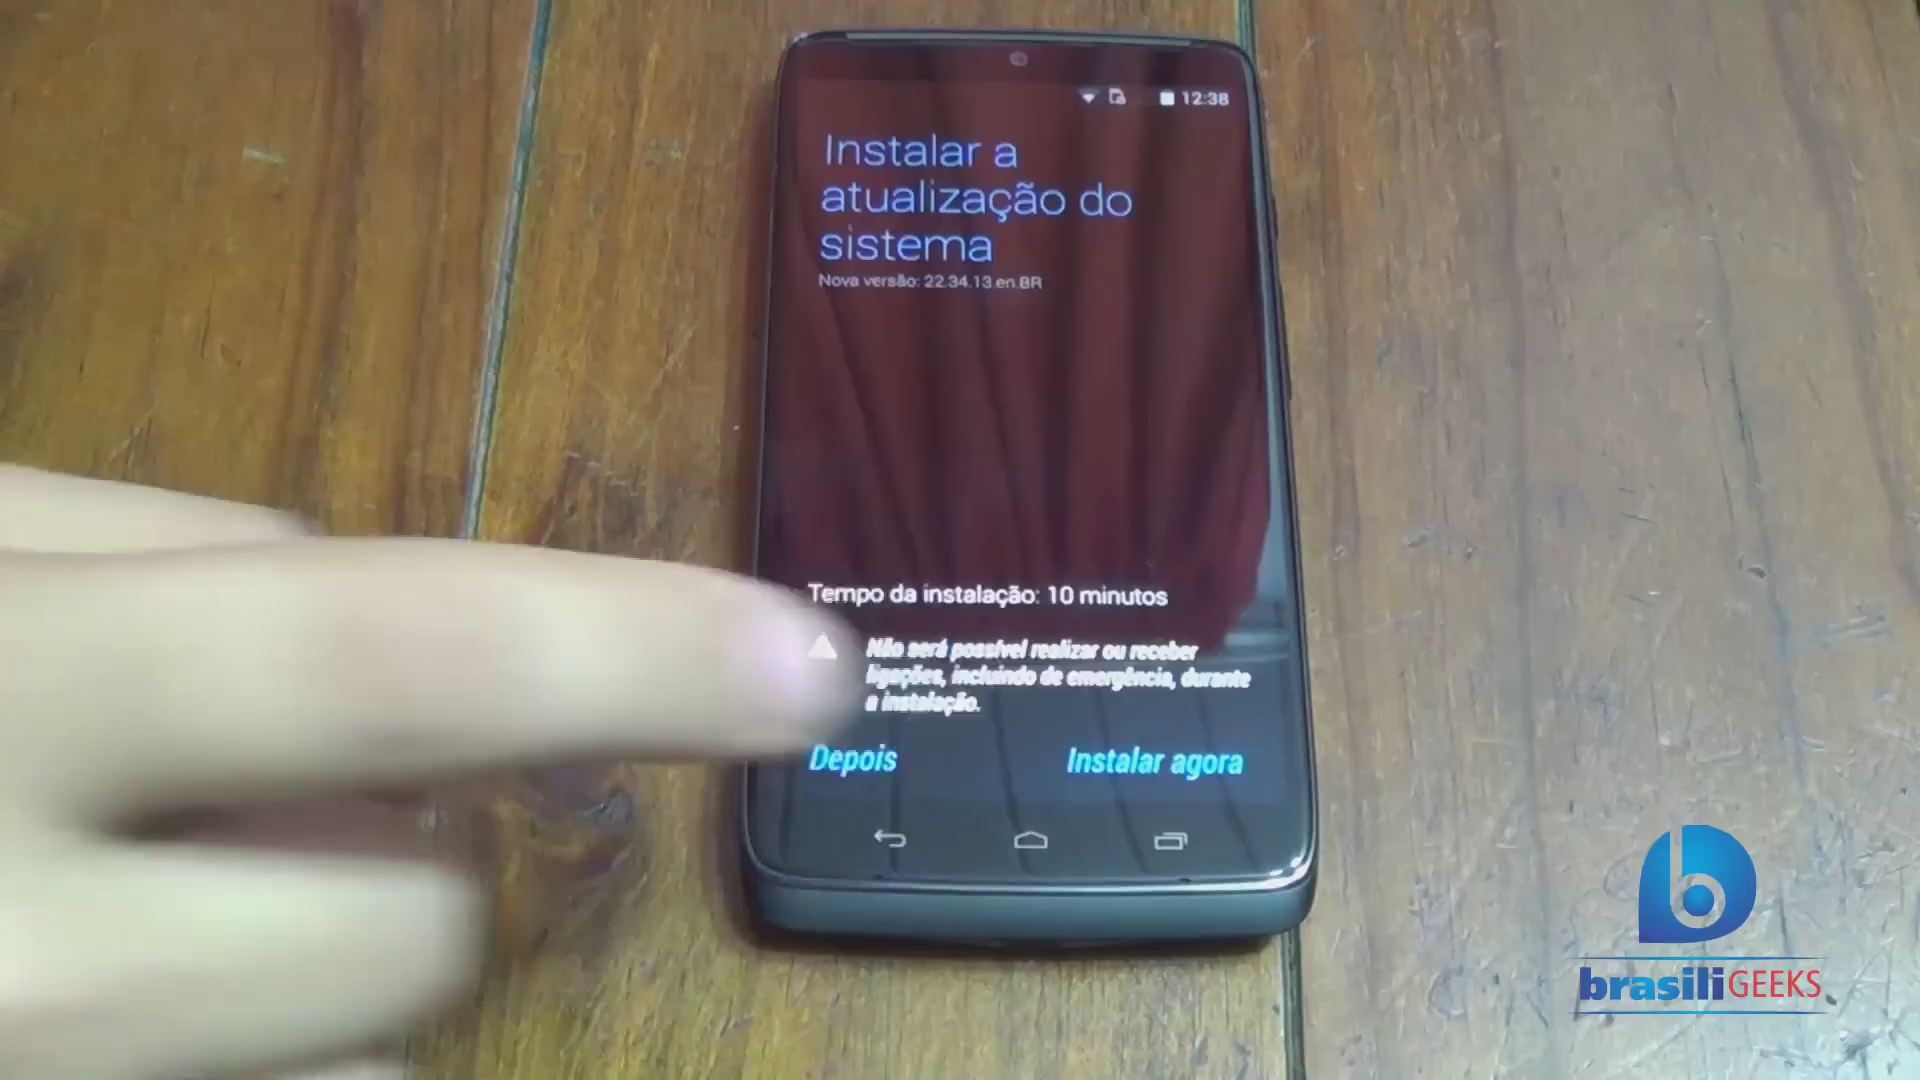 12:38
Instalar a
atualização do
sistema
Nova versão: 22.34.13.en.BR
Tempo da instalação: 10 minutos
Não será possível realizar ou receber
ligações, incluindo de emergência, durante
a instalação.
Depois
Instalar agora
b
brasiliGEEKS